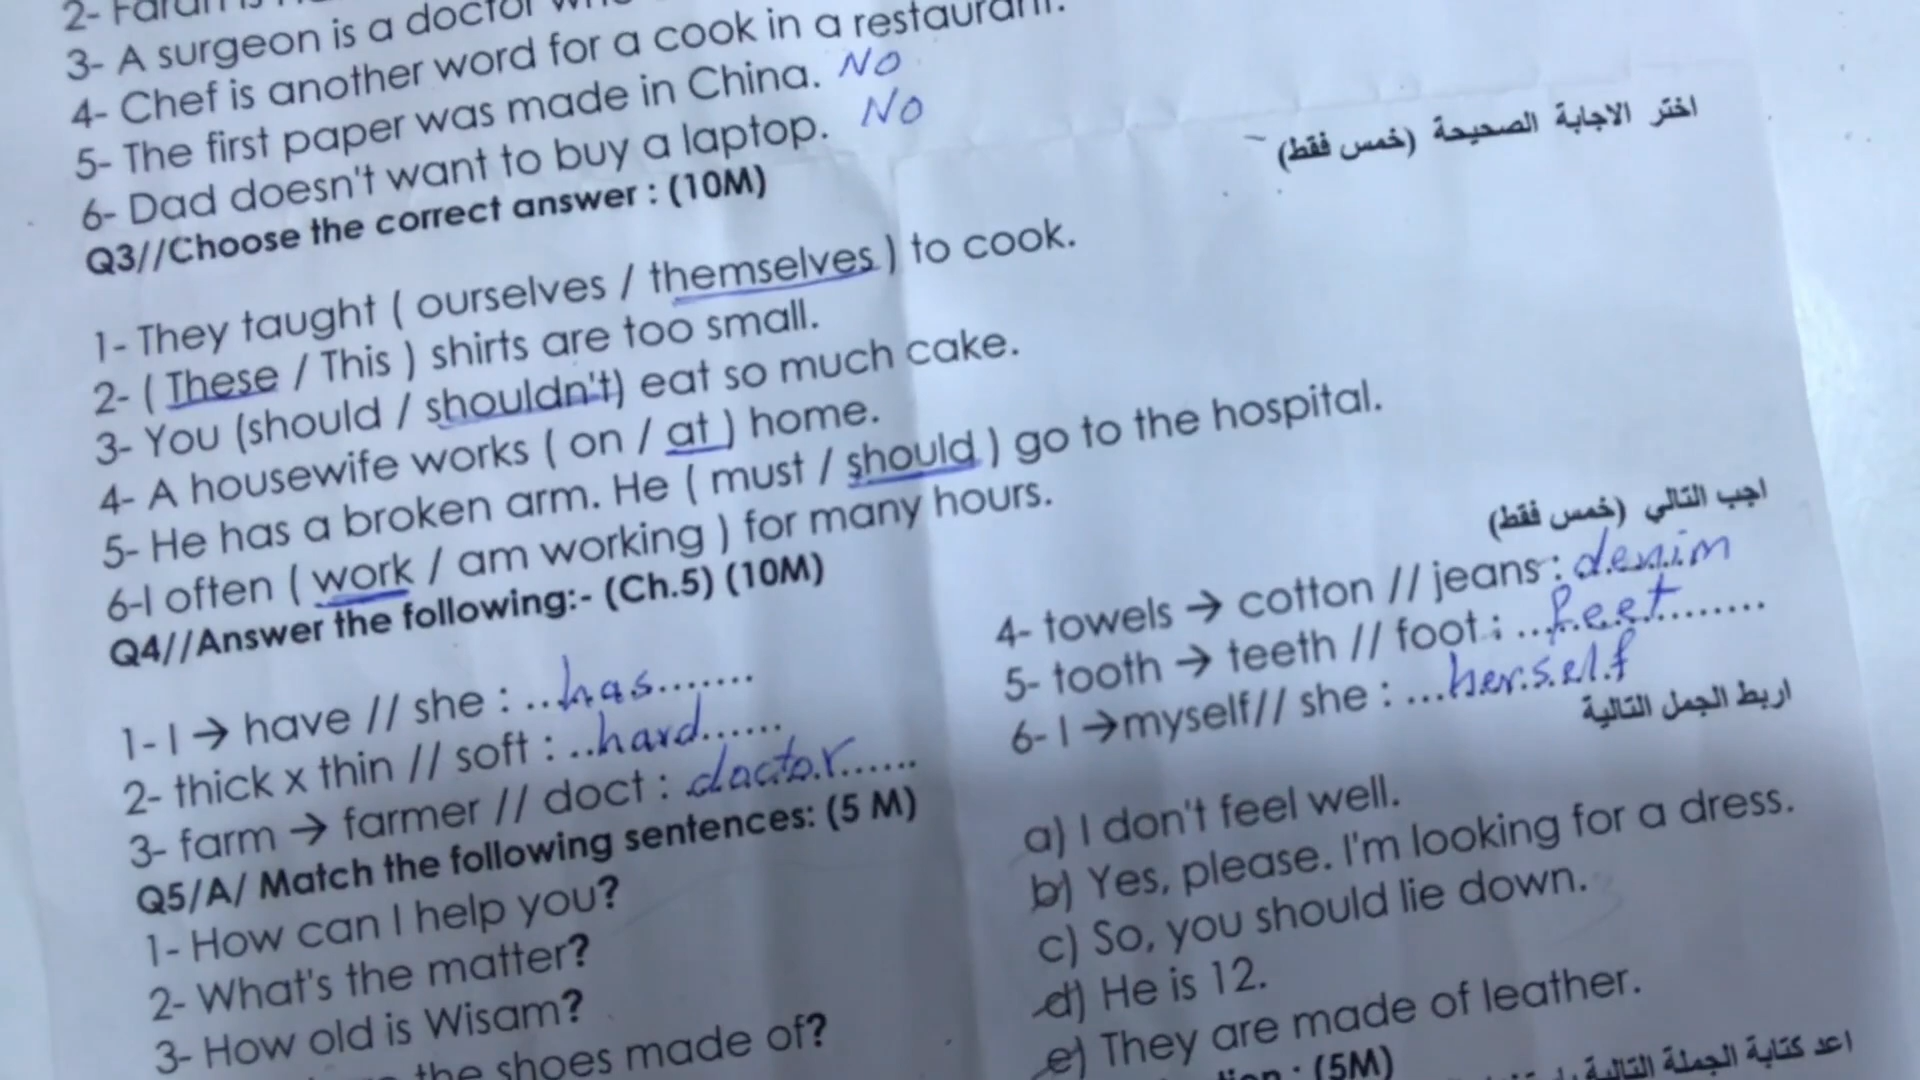 3- A surgeon is a doctor
4- Chef is another word for a cook in a restaurant.
5- The first paper was made in China. No
6- Dad doesn't want to buy a laptop. No
Q3//Choose the correct answer : (10M) اختر الاجابة الصحيحة (خمس فقط)
1- They taught ( ourselves / themselves ) to cook.
2- ( These / This ) shirts are too small.
3- You (should / shouldn't) eat so much cake.
4- A housewife works ( on / at ) home.
5- He has a broken arm. He ( must / should ) go to the hospital.
6-I often ( work / am working ) for many hours.
Q4//Answer the following:- (Ch.5) (10M) اجب التالي (خمس فقط)
1- I → have // she : ..has.......
2- thick x thin // soft : ..hard......
3- farm → farmer // doct : doctor......
4- towels → cotton // jeans : denim
5- tooth → teeth // foot : ...feet.........
6- I →myself// she : ...herself
Q5/A/ Match the following sentences: (5 M) اربط الجمل التالية
1- How can I help you?
2- What's the matter?
3- How old is Wisam?
the shoes made of?
a) I don't feel well.
b) Yes, please. I'm looking for a dress.
c) So, you should lie down.
d) He is 12.
e) They are made of leather.
: (5M) اعد كتابة الجملة التالية